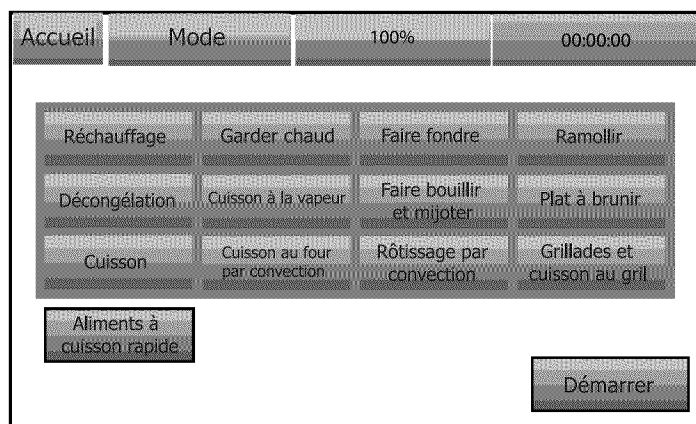 Accueil
Mode
100%
00:00:00
Réchauffage
Garder chaud
Faire fondre
Ramollir
Décongélation
Cuisson à la vapeur
Faire bouillir
et mijoter
Plat à brunir
Cuisson
Cuisson au four
par convection
Rôtissage par
convection
Grillades et
cuisson au gril
Aliments à
cuisson rapide
Démarrer